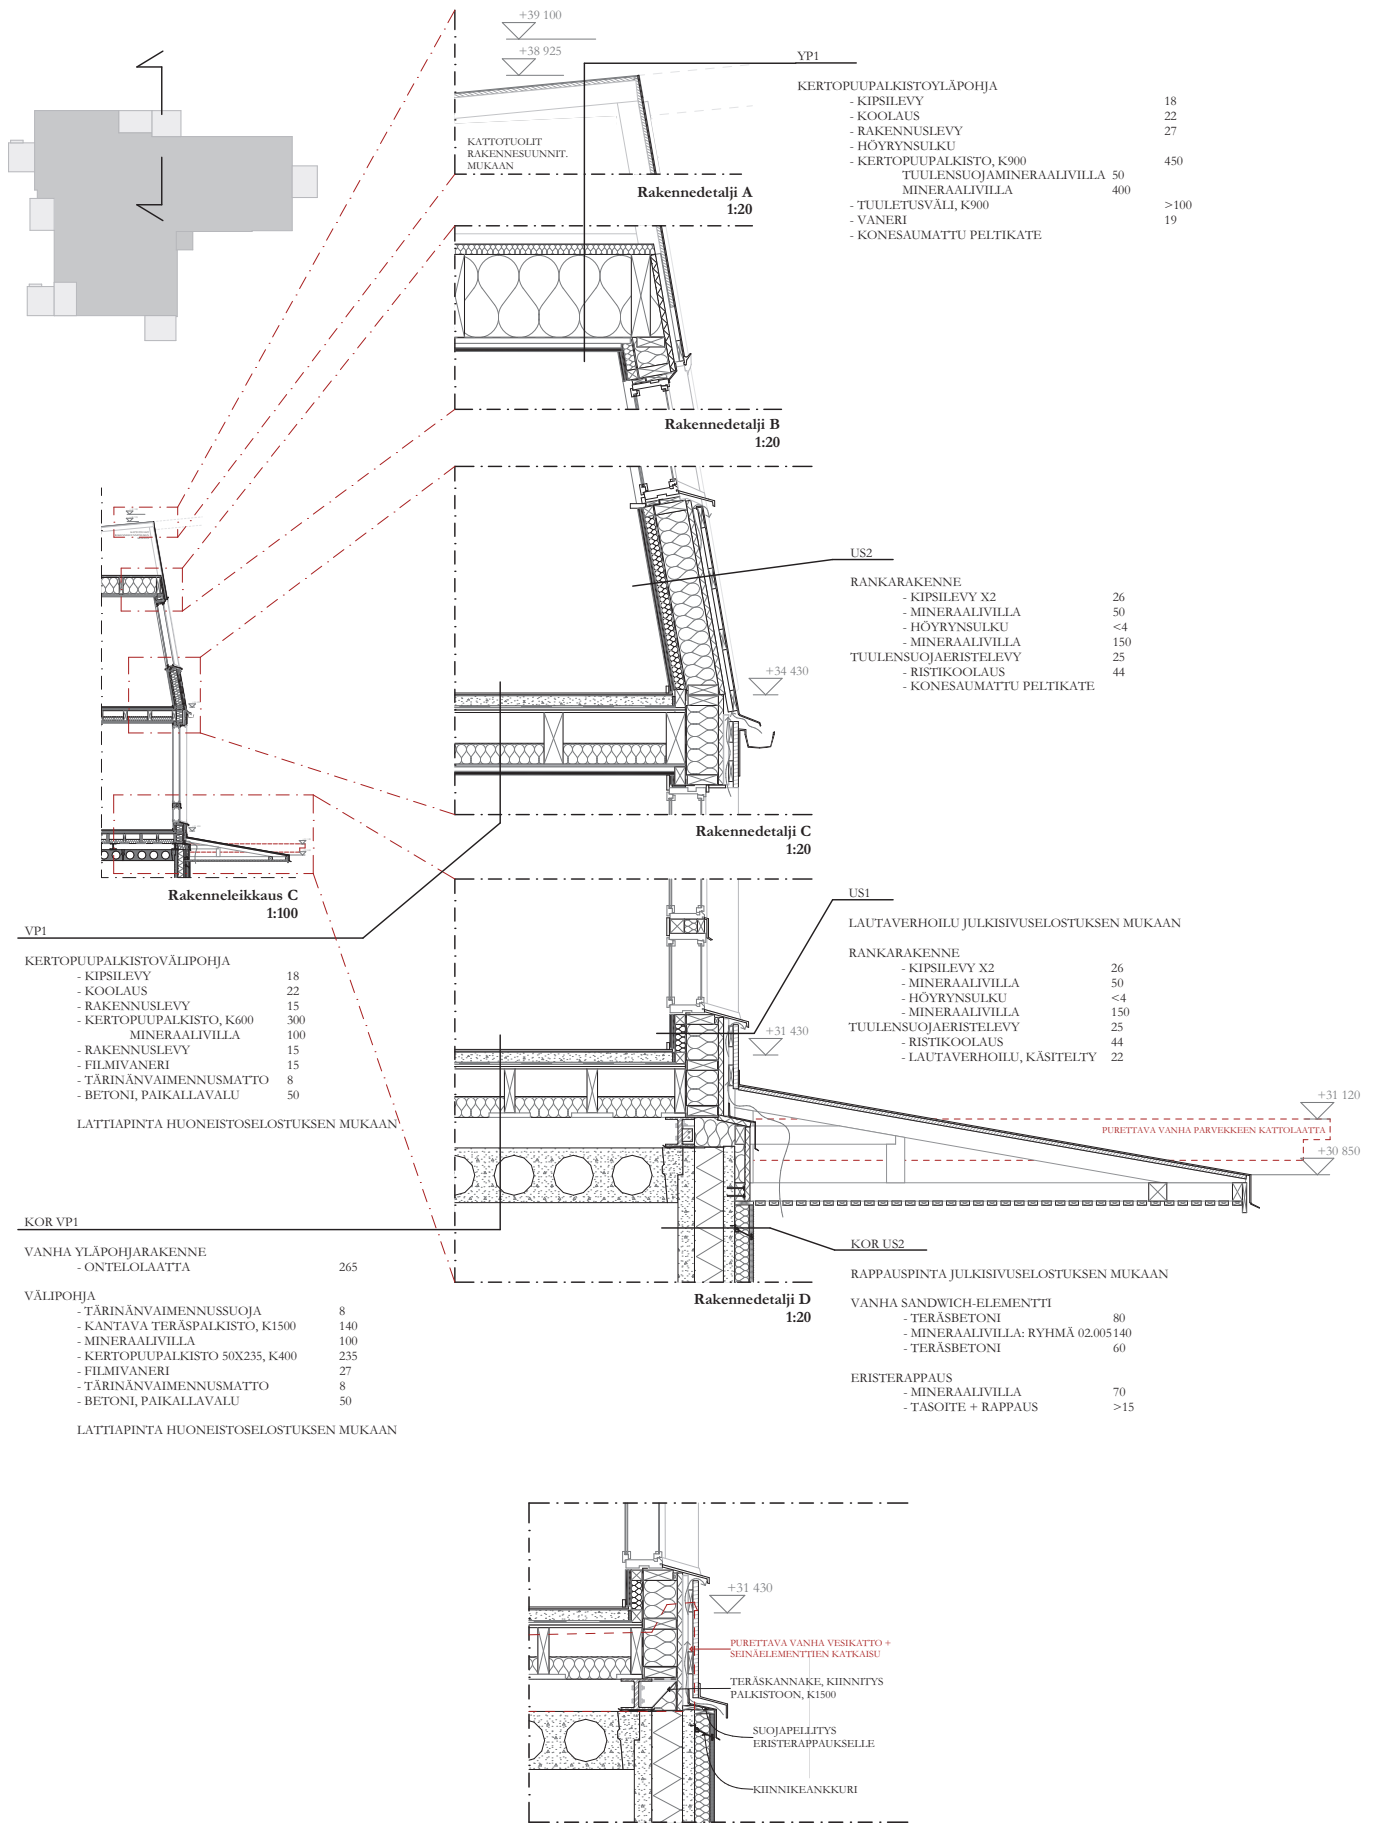 +39 100
+38 925
KATTOTUOLIT
RAKENNESUUNNIT.
MUKAAN
Rakennedetalji A
1:20
YP1
KERTOPUUPALKISTOYLÄPOHJA
- KIPSILEVY 18
- KOOLAUS 22
- RAKENNUSLEVY 27
- HÖYRYNSULKU
- KERTOPUUPALKISTO, K900 450
TUULENSUOJAMINERAALIVILLA 50
MINERAALIVILLA 400
- TUULETUSVÄLI, K900 >100
- VANERI 19
- KONESAUMATTU PELTIKATE
Rakennedetalji B
1:20
US2
RANKARAKENNE
- KIPSILEVY X2 26
- MINERAALIVILLA 50
- HÖYRYNSULKU <4
- MINERAALIVILLA 150
TUULENSUOJAERISTELEVY 25
- RISTIKOOLAUS 44
- KONESAUMATTU PELTIKATE
+34 430
Rakennedetalji C
1:20
Rakenneleikkaus C
1:100
VP1
KERTOPUUPALKISTOVÄLIPOHJA
- KIPSILEVY 18
- KOOLAUS 22
- RAKENNUSLEVY 15
- KERTOPUUPALKISTO, K600 300
MINERAALIVILLA 100
- RAKENNUSLEVY 15
- FILMIVANERI 15
- TÄRINÄNVAIMENNUSMATTO 8
- BETONI, PAIKALLAVALU 50
LATTIAPINTA HUONEISTOSELOSTUKSEN MUKAAN
US1
LAUTAVERHOILU JULKISIVUSELOSTUKSEN MUKAAN
RANKARAKENNE
- KIPSILEVY X2 26
- MINERAALIVILLA 50
- HÖYRYNSULKU <4
- MINERAALIVILLA 150
TUULENSUOJAERISTELEVY 25
- RISTIKOOLAUS 44
- LAUTAVERHOILU, KÄSITELTY 22
+31 430
+31 120
PURETTAVA VANHA PARVEKKEEN KATTOLAATTA
+30 850
KOR VP1
VANHA YLÄPOHJARAKENNE
- ONTELOLAATTA 265
VÄLIPOHJA
- TÄRINÄNVAIMENNUSSUOJA 8
- KANTAVA TERÄSPALKISTO, K1500 140
- MINERAALIVILLA 100
- KERTOPUUPALKISTO 50X235, K400 235
- FILMIVANERI 27
- TÄRINÄNVAIMENNUSMATTO 8
- BETONI, PAIKALLAVALU 50
LATTIAPINTA HUONEISTOSELOSTUKSEN MUKAAN
KOR US2
RAPPAUSPINTA JULKISIVUSELOSTUKSEN MUKAAN
VANHA SANDWICH-ELEMENTTI
- TERÄSBETONI 80
- MINERAALIVILLA: RYHMÄ 02.005 140
- TERÄSBETONI 60
ERISTERAPPAUS
- MINERAALIVILLA 70
- TASOITE + RAPPAUS >15
Rakennedetalji D
1:20
+31 430
PURETTAVA VANHA VESIKATTO +
SEINÄELEMENTTIEN KATKAISU
TERÄSKANNAKE, KIINNITYS
PALKISTOON, K1500
SUOJAPELLITYS
ERISTERAPPAUKSELLE
KIINNIKEANKKURI